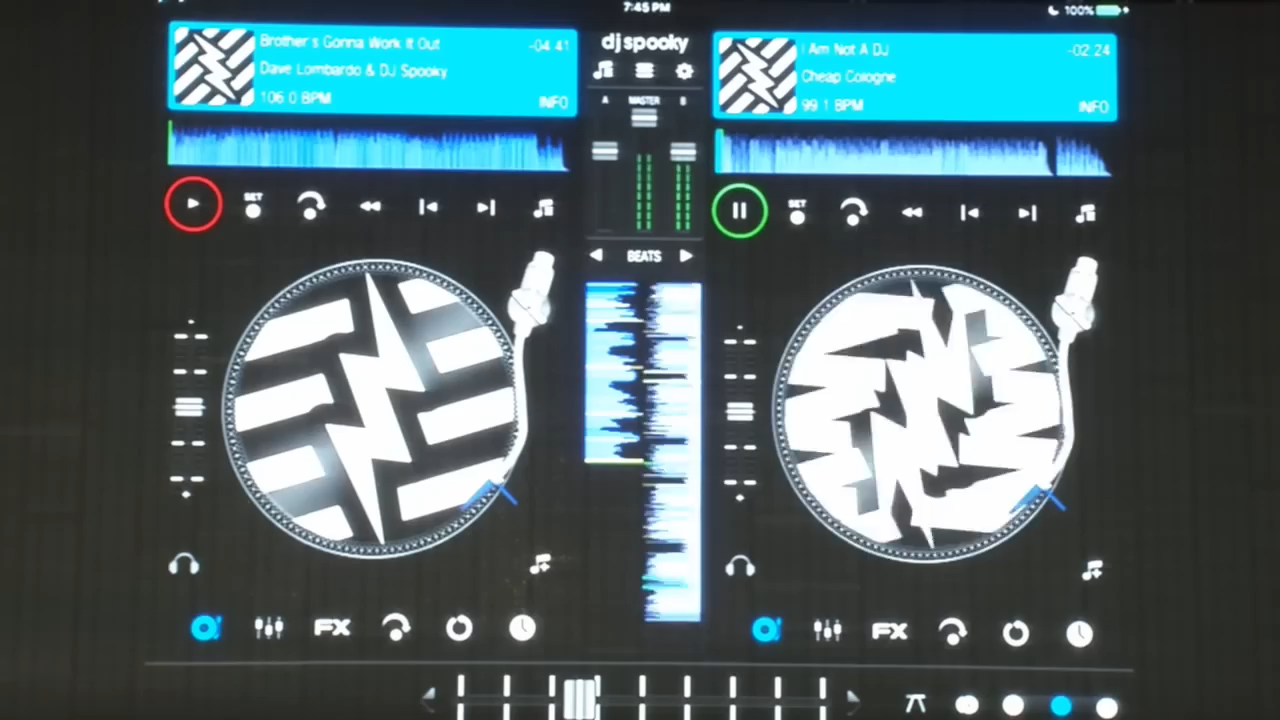 7:45 PM
100%
Brother's Gonna Work It Out
-04:41
Dave Lombardo & DJ Spooky
106.0 BPM
INFO
dj spooky
A
MASTER
B
I Am Not A DJ
-02:24
Cheap Cologne
99.1 BPM
INFO
SET
SET
BEATS
FX
FX